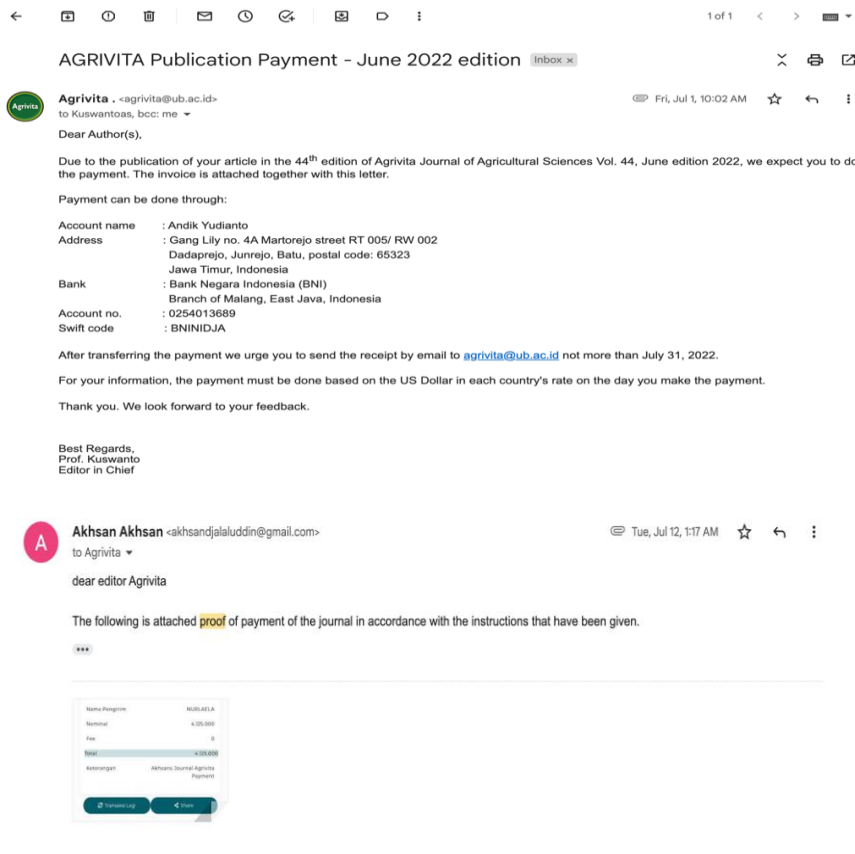 1 of 1
AGRIVITA Publication Payment - June 2022 edition Inbox ×
Agrivita
Agrivita . <agrivita@ub.ac.id>
Fri, Jul 1, 10:02 AM
to Kuswantoas, bcc: me
Dear Author(s),
Due to the publication of your article in the 44th edition of Agrivita Journal of Agricultural Sciences Vol. 44, June edition 2022, we expect you to do
the payment. The invoice is attached together with this letter.
Payment can be done through:
Account name : Andik Yudianto
Address : Gang Lily no. 4A Martorejo street RT 005/ RW 002
Dadaprejo, Junrejo, Batu, postal code: 65323
Jawa Timur, Indonesia
Bank : Bank Negara Indonesia (BNI)
Branch of Malang, East Java, Indonesia
Account no. : 0254013689
Swift code : BNINIDJA
After transferring the payment we urge you to send the receipt by email to agrivita@ub.ac.id not more than July 31, 2022.
For your information, the payment must be done based on the US Dollar in each country's rate on the day you make the payment.
Thank you. We look forward to your feedback.
Best Regards,
Prof. Kuswanto
Editor in Chief
A
Akhsan Akhsan <akhsandjalaluddin@gmail.com>
Tue, Jul 12, 1:17 AM
to Agrivita
dear editor Agrivita
The following is attached proof of payment of the journal in accordance with the instructions that have been given.
Nama Pengirim NURLAELA
Nominal
Fee 0
Total
Keterangan Akhsans Journal Agrivita
Payment
Transaksi Lagi Share